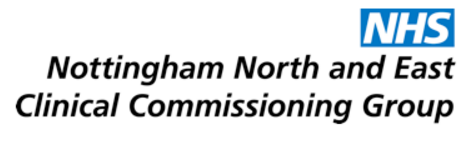 NHS
Nottingham North and East
Clinical Commissioning Group